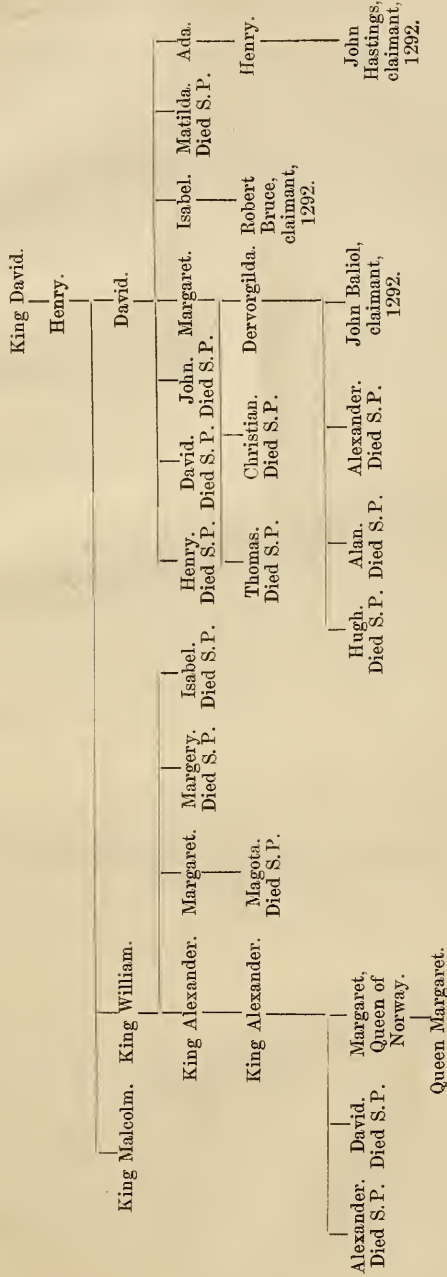 King David.
Henry.
King Malcolm.
King William.
David.
King Alexander.
Margaret.
Margery.
Died S.P.
Isabel.
Died S.P.
Henry.
Died S.P.
David.
Died S.P.
John.
Died S.P.
Margaret.
Isabel.
Matilda.
Died S.P.
Ada.
King Alexander
Magota.
Died S.P.
Thomas.
Died S.P.
Christian.
Died S.P.
Dervorgilda.
Robert
Bruce,
claimant,
1292.
Henry.
Alexander.
Died S.P.
David.
Died S.P.
Margaret,
Queen of
Norway.
Hugh.
Died S.P.
Alan.
Died S.P.
Alexander.
Died S.P.
John Baliol,
claimant,
1292.
John
Hastings,
claimant,
1292.
Queen Margaret.